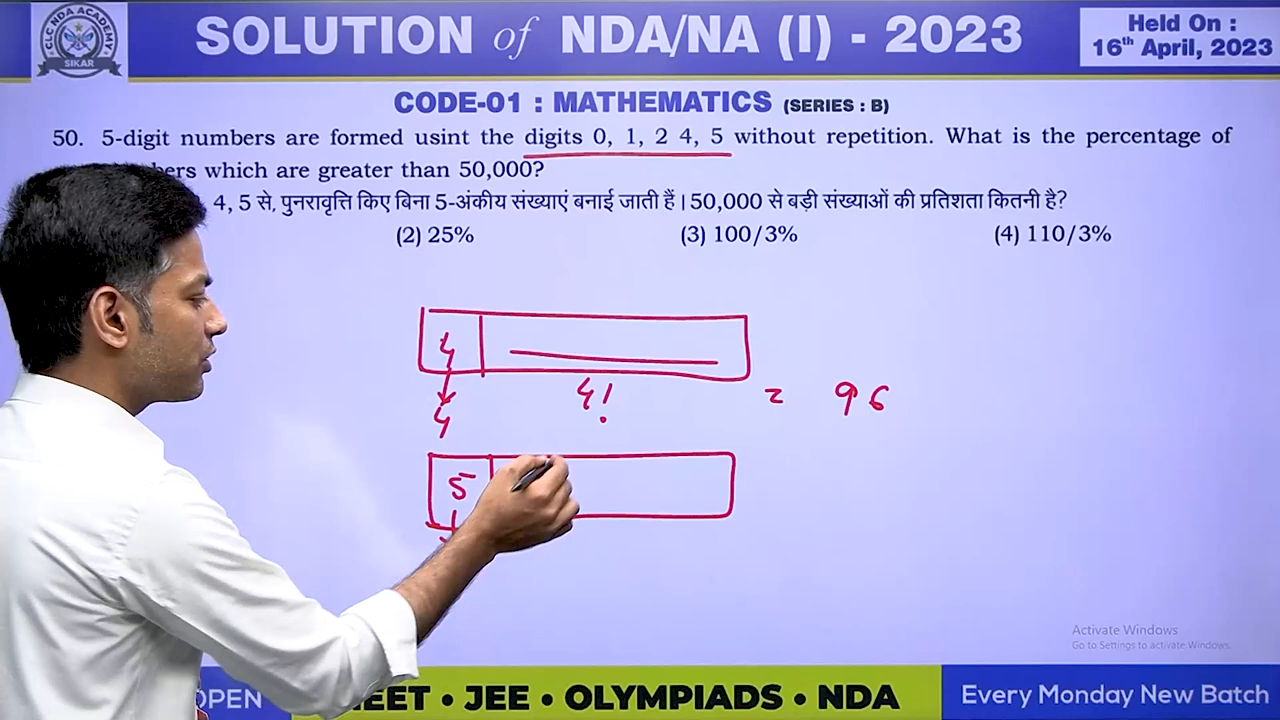 CLC NDA ACADEMY
SIKAR
SOLUTION of NDA/NA (I) - 2023
Held On :
16th April, 2023
CODE-01 : MATHEMATICS (SERIES : B)
50. 5-digit numbers are formed usint the digits 0, 1, 2 4, 5 without repetition. What is the percentage of
which are greater than 50,000?
4, 5 से, पुनरावृत्ति किए बिना 5-अंकीय संख्याएं बनाई जाती हैं। 50,000 से बड़ी संख्याओं की प्रतिशता कितनी है?
(2) 25% (3) 100/3% (4) 110/3%
4
4 4! = 96
5
Activate Windows
Go to Settings to activate Windows.
OPEN • JEE • OLYMPIADS • NDA Every Monday New Batch